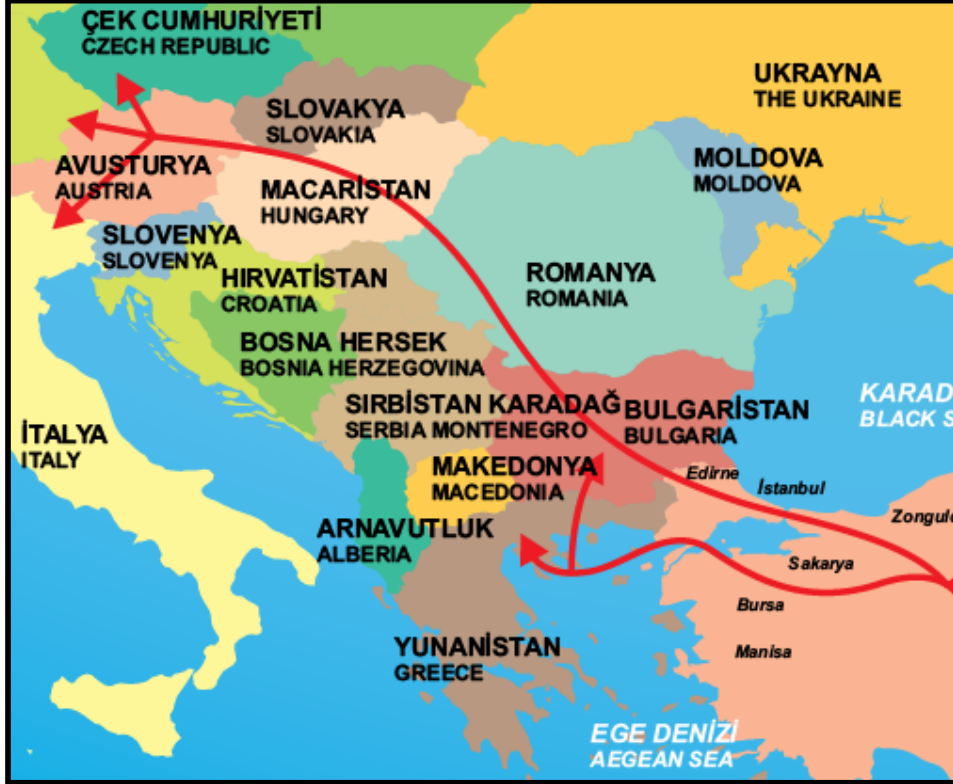 ÇEK CUMHURİYETİ
CZECH REPUBLIC
UKRAYNA
THE UKRAINE
SLOVAKYA
SLOVAKIA
MOLDOVA
MOLDOVA
AVUSTURYA
AUSTRIA
MACARİSTAN
HUNGARY
SLOVENYA
SLOVENYA
ROMANYA
ROMANIA
HIRVATİSTAN
CROATIA
BOSNA HERSEK
BOSNIA HERZEGOVINA
KARAD
BLACK S
SIRBİSTAN KARADAĞ
SERBIA MONTENEGRO
BULGARİSTAN
BULGARIA
İTALYA
ITALY
MAKEDONYA
MACEDONIA
Edirne
İstanbul
Zongul
ARNAVUTLUK
ALBERIA
Sakarya
Bursa
YUNANİSTAN
GREECE
Manisa
EGE DENİZİ
AEGEAN SEA